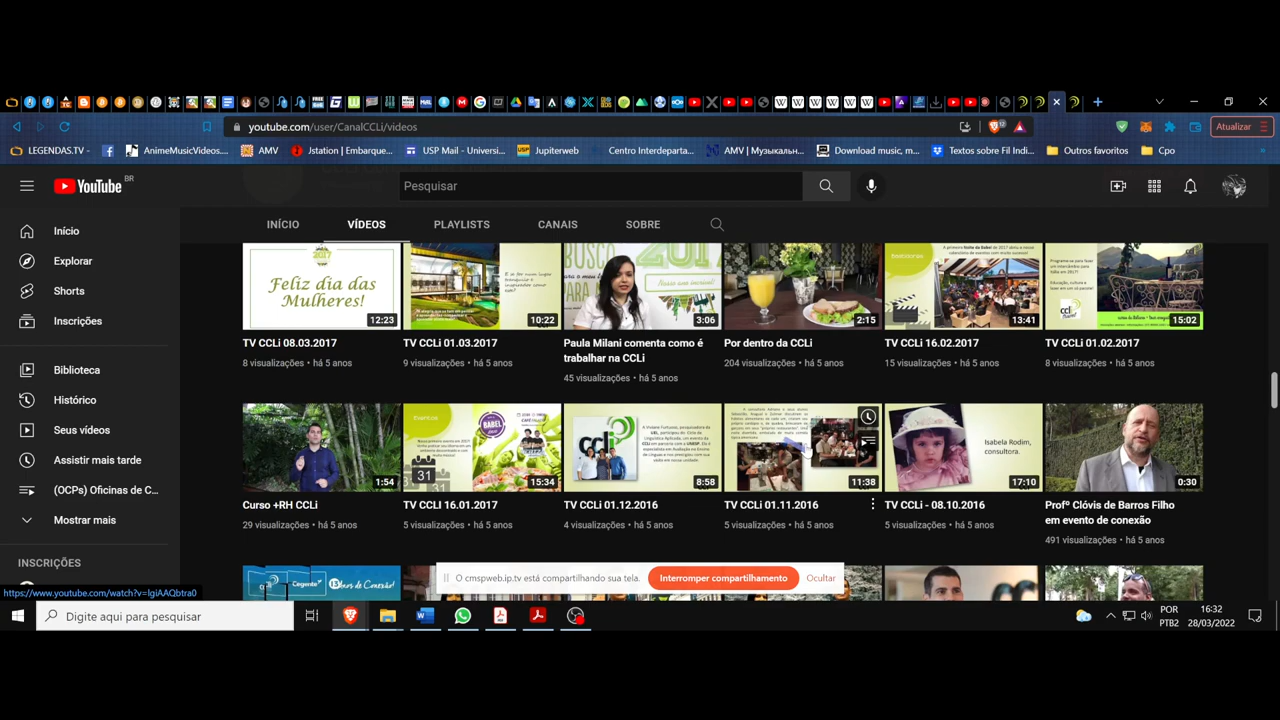 youtube.com/user/CanalCCLi/videos
Atualizar
LEGENDAS.TV -
AnimeMusicVideos...
AMV
Jstation | Embarque...
USP Mail - Universi...
Jupiterweb
Centro Interdeparta...
AMV | Музыкальн...
Download music, m...
Textos sobre Fil Indi...
Outros favoritos
Cpo
YouTube BR
Pesquisar
INÍCIO VÍDEOS PLAYLISTS CANAIS SOBRE
Início
Explorar
Shorts
Inscrições
Biblioteca
Histórico
Seus vídeos
Assistir mais tarde
(OCPs) Oficinas de C...
Mostrar mais
INSCRIÇÕES
2017
Feliz dia das
Mulheres!
12:23
TV CCLi 08.03.2017
8 visualizações • há 5 anos
10:22
TV CCLi 01.03.2017
9 visualizações • há 5 anos
3:06
Paula Milani comenta como é
trabalhar na CCLi
45 visualizações • há 5 anos
2:15
Por dentro da CCLi
204 visualizações • há 5 anos
13:41
TV CCLi 16.02.2017
15 visualizações • há 5 anos
15:02
TV CCLi 01.02.2017
8 visualizações • há 5 anos
1:54
Curso +RH CCLi
29 visualizações • há 5 anos
BABEL
31
15:34
TV CCLi 16.01.2017
5 visualizações • há 5 anos
ccli
8:58
TV CCLi 01.12.2016
4 visualizações • há 5 anos
11:38
TV CCLi 01.11.2016
5 visualizações • há 5 anos
Isabela Rodim,
consultora.
17:10
TV CCLi - 08.10.2016
5 visualizações • há 5 anos
0:30
Profº Clóvis de Barros Filho
em evento de conexão
491 visualizações • há 5 anos
O cmspweb.ip.tv está compartilhando sua tela. Interromper compartilhamento Ocultar
https://www.youtube.com/watch?v=lgiAAQbtra0
Digite aqui para pesquisar
POR
PTB2
16:32
28/03/2022